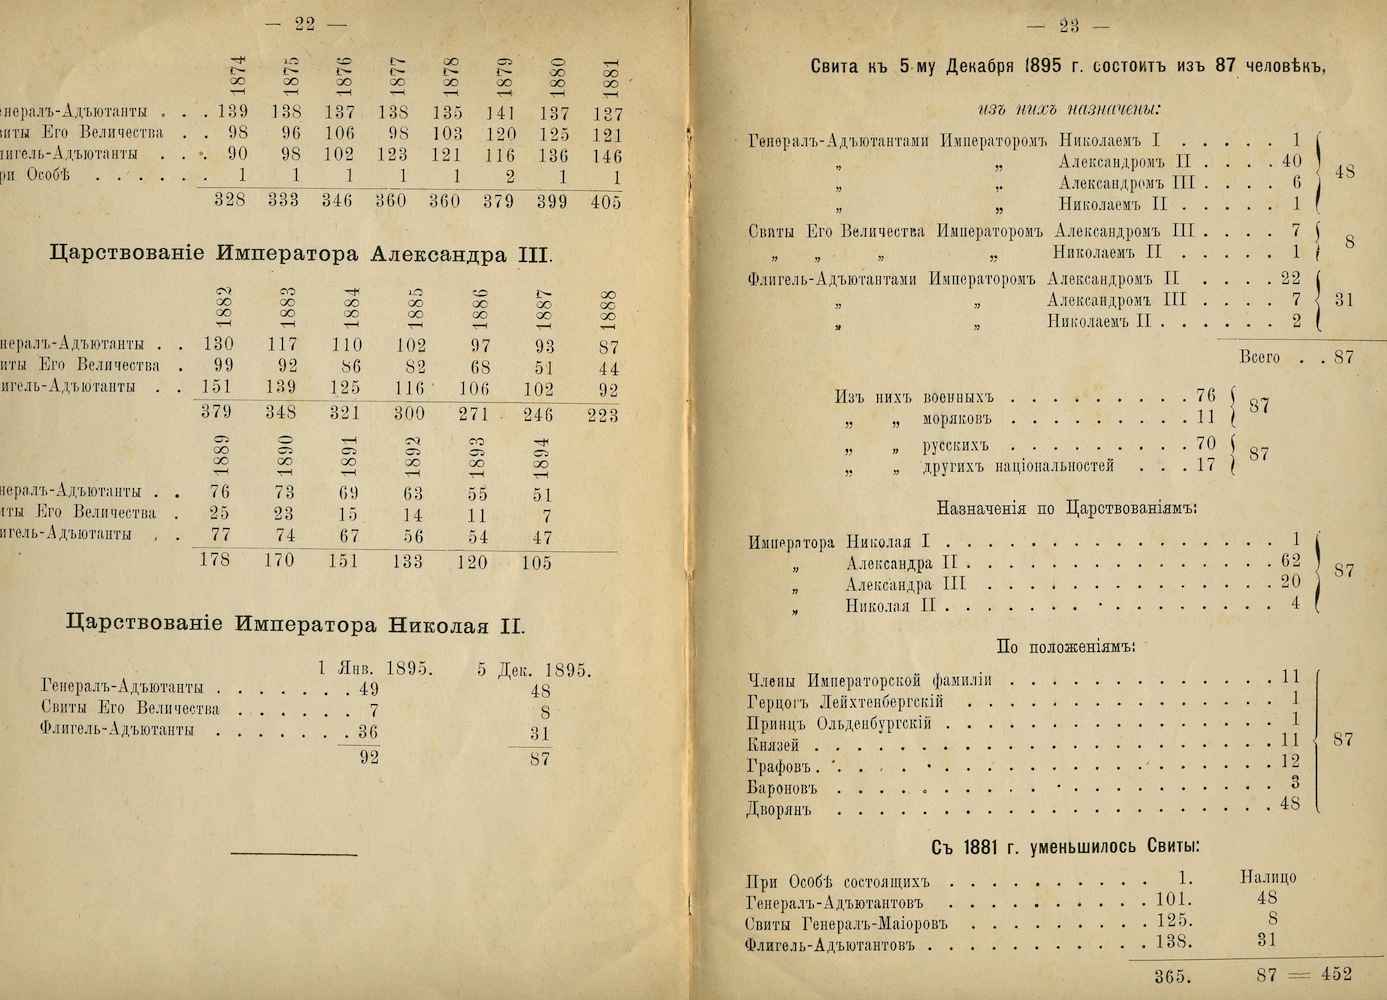 — 22 —
1874 1875 1876 1877 1878 1879 1880 1881
енералъ-Адъютанты . . . 139 138 137 138 135 141 137 137
виты Его Величества . . 98 96 106 98 103 120 125 121
лигель-Адъютанты . . . 90 98 102 123 121 116 136 146
ри Особѣ . . . . . . 1 1 1 1 1 2 1 1
328 333 346 360 360 379 399 405
Царствованіе Императора Александра III.
1882 1883 1884 1885 1886 1887 1888
нералъ-Адъютанты . . 130 117 110 102 97 93 87
иты Его Величества . 99 92 86 82 68 51 44
игель-Адъютанты . . 151 139 125 116 106 102 92
379 348 321 300 271 246 223
1889 1890 1891 1892 1893 1894
нералъ-Адъютанты . . 76 73 69 63 55 51
иты Его Величества . 25 23 15 14 11 7
игель-Адъютанты . . 77 74 67 56 54 47
178 170 151 133 120 105
Царствованіе Императора Николая II.
1 Янв. 1895. 5 Дек. 1895.
Генералъ-Адъютанты . . . . . . . 49 48
Свиты Его Величества . . . . . . 7 8
Флигель-Адъютанты . . . . . . . 36 31
92 87
— 23 —
Свита къ 5-му Декабря 1895 г. состоитъ изъ 87 человѣкъ,
изъ нихъ назначены:
Генералъ-Адъютантами Императоромъ Николаемъ I . . . . . 1
„ „ Александромъ II . . . . 40
48
„ „ Александромъ III . . . . 6
„ „ Николаемъ II . . . . . 1
Свиты Его Величества Императоромъ Александромъ III . . . . 7
8
„ „ „ „ Николаемъ II . . . . . 1
Флигель-Адъютантами Императоромъ Александромъ II . . . . 22
„ „ Александромъ III . . . . 7 31
„ „ Николаемъ II . . . . . . 2
Всего . . 87
Изъ нихъ военныхъ . . . . . . . . . 76
87
„ „ моряковъ . . . . . . . . . 11
„ „ русскихъ . . . . . . . . . 70
87
„ „ другихъ національностей . . . 17
Назначенія по Царствованіямъ:
Императора Николая I . . . . . . . . . . . . . . . . 1
„ Александра II . . . . . . . . . . . . . . . 62
87
„ Александра III . . . . . . . . . . . . . . 20
„ Николая II . . . . . . . . . . . . . . . . 4
По положеніямъ:
Члены Императорской фамиліи . . . . . . . . . . . . . 11
Герцогъ Лейхтенбергскій . . . . . . . . . . . . . . . 1
Принцъ Ольденбургскій . . . . . . . . . . . . . . . . 1
Князей . . . . . . . . . . . . . . . . . . . . . . 11 87
Графовъ . . . . . . . . . . . . . . . . . . . . . . 12
Бароновъ . . . . . . . . . . . . . . . . . . . . . 3
Дворянъ . . . . . . . . . . . . . . . . . . . . . 48
Съ 1881 г. уменьшилось Свиты:
При Особѣ состоящихъ . . . . . . . . . . 1. Налицо
Генералъ-Адъютантовъ . . . . . . . . . . 101. 48
Свиты Генералъ-Маіоровъ . . . . . . . . . 125. 8
Флигель-Адъютантовъ . . . . . . . . . . . 138. 31
365. 87 = 452